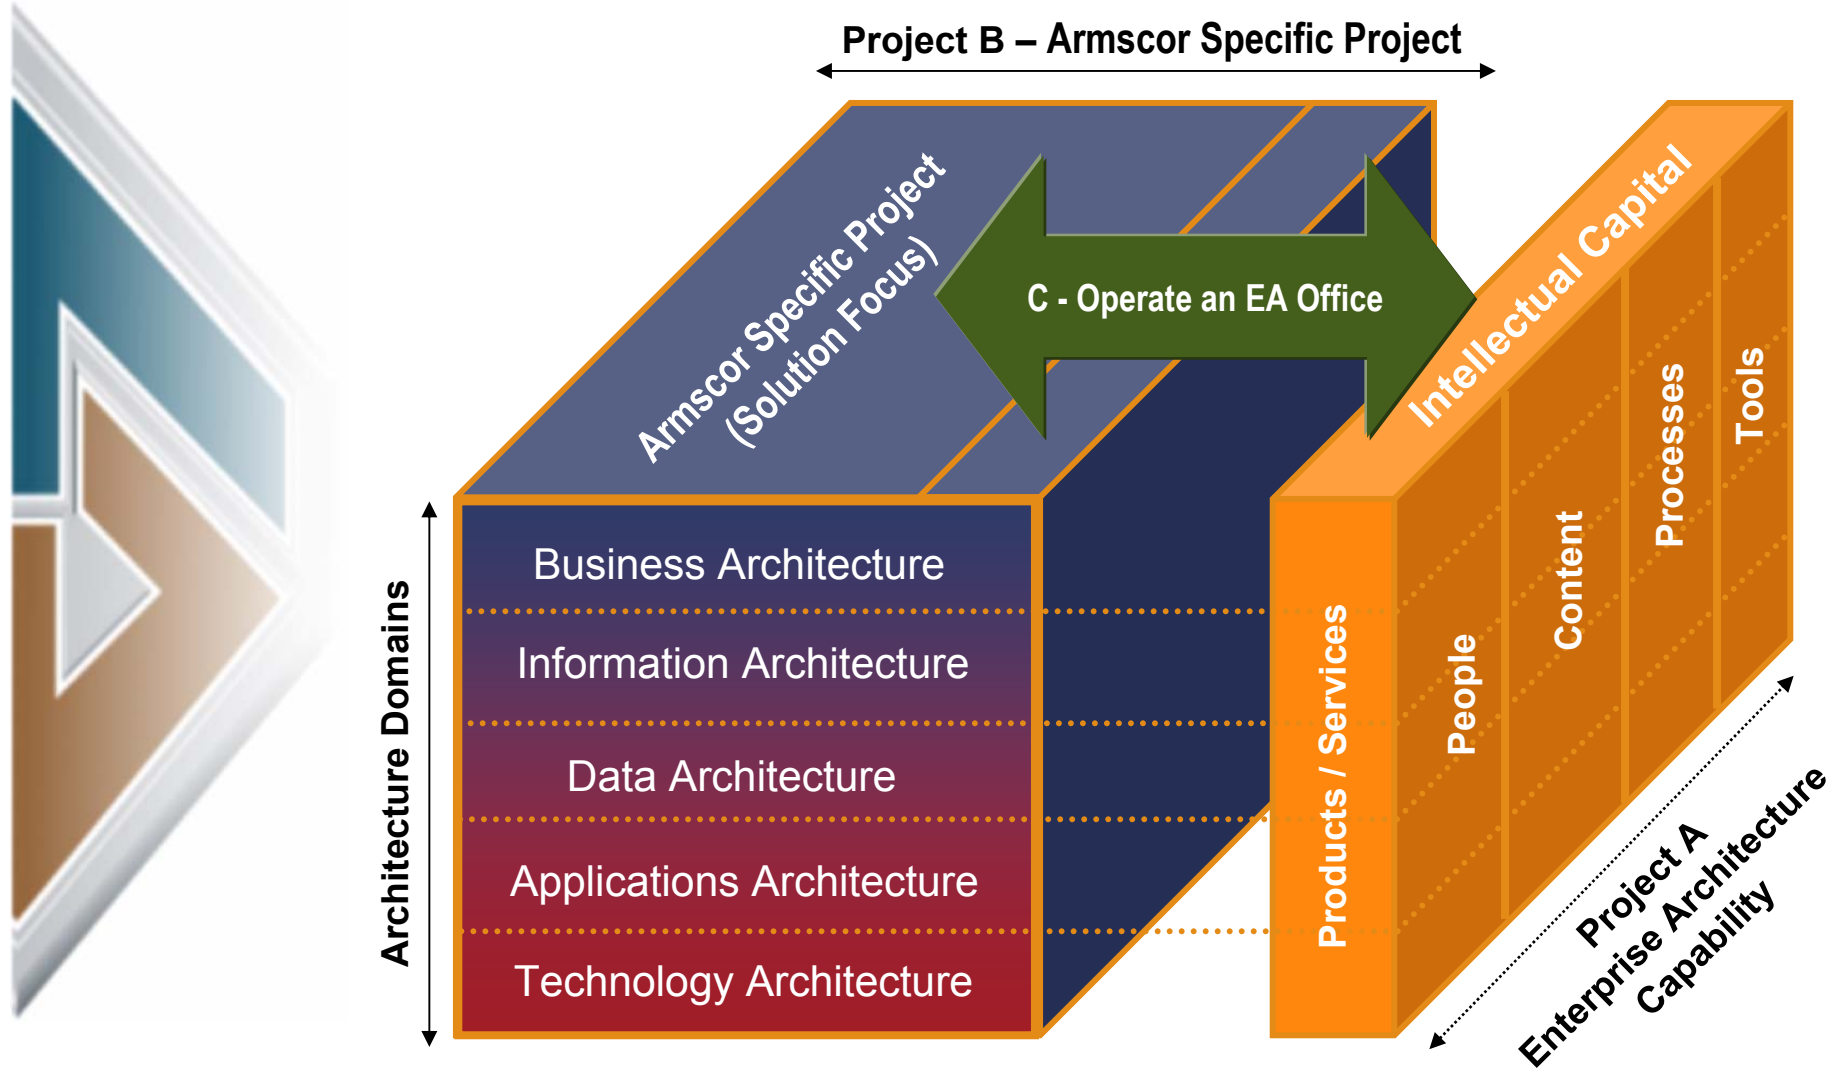 Project B – Armscor Specific Project
Armscor Specific Project
(Solution Focus)
C - Operate an EA Office
Intellectual Capital
Architecture Domains
Business Architecture
Information Architecture
Data Architecture
Applications Architecture
Technology Architecture
Products / Services
People
Content
Processes
Tools
Project A
Enterprise Architecture
Capability